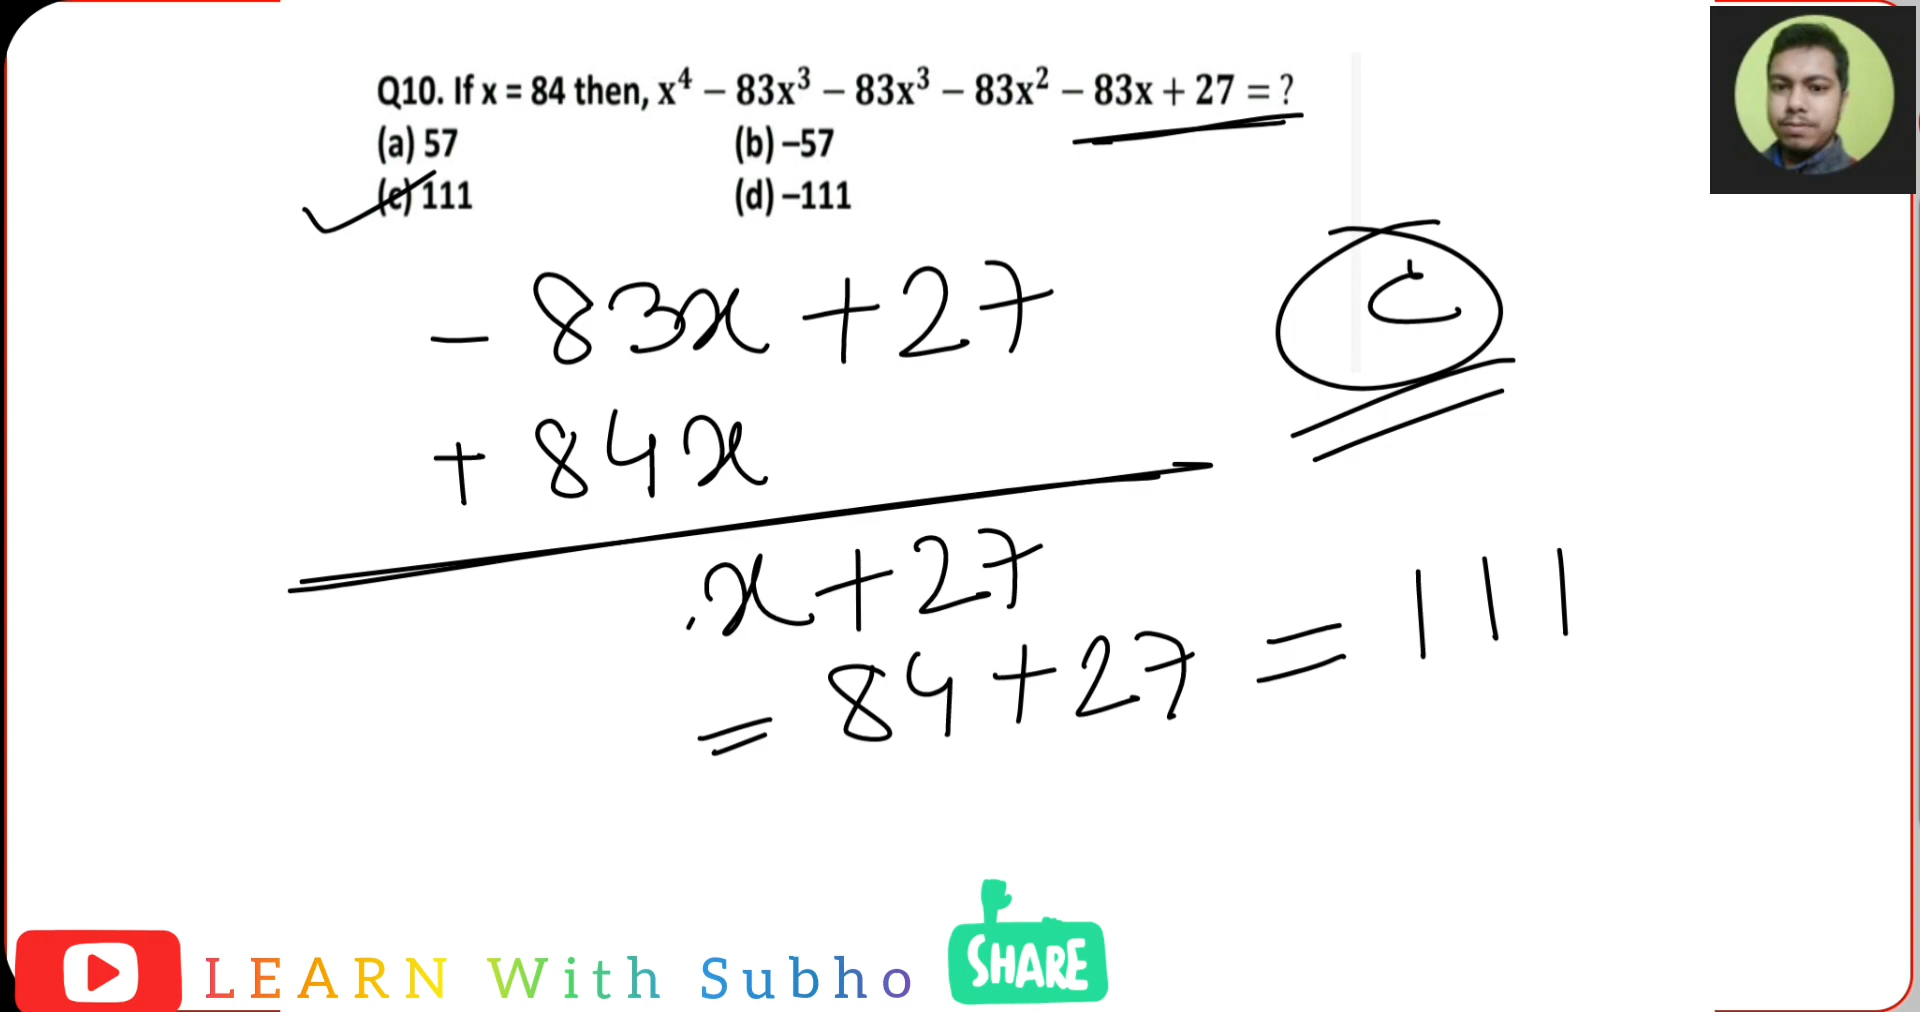 Q10. If x = 84 then, x⁴ – 83x³ – 83x³ – 83x² – 83x + 27 = ?
(a) 57 (b) –57
(c) 111 (d) –111
C
- 83x + 27
+ 84x
x + 27
= 84 + 27 = 111
LEARN With Subho
SHARE